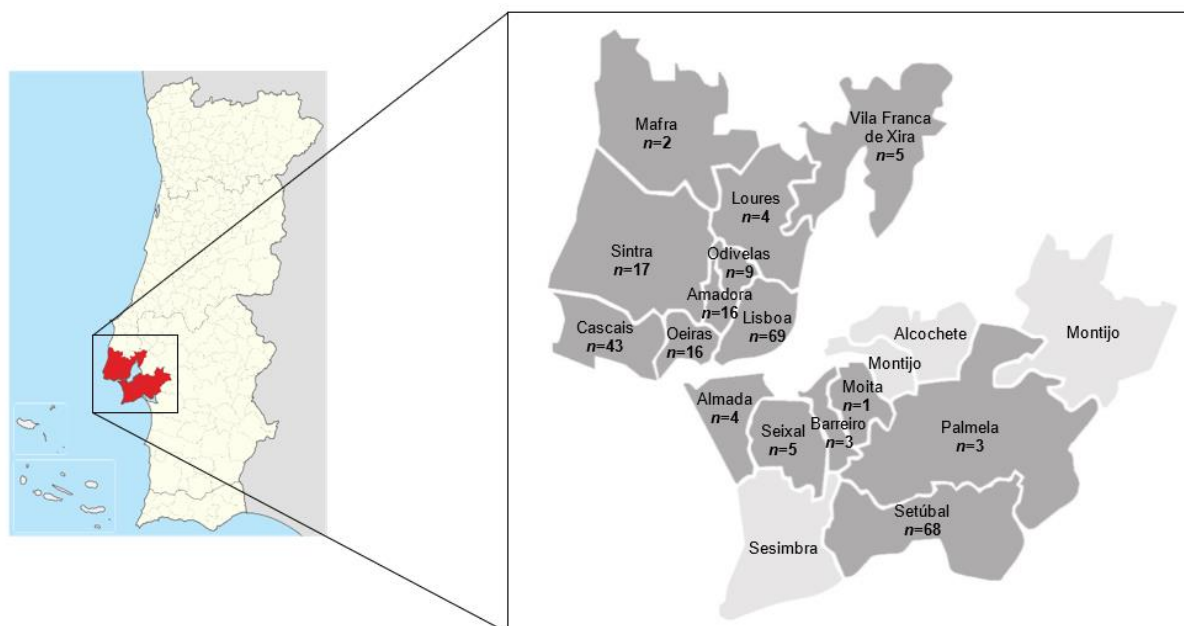 Mafra
n=2
Vila Franca
de Xira
n=5
Loures
n=4
Sintra
n=17
Odivelas
n=9
Amadora
n=16
Lisboa
n=69
Cascais
n=43
Oeiras
n=16
Alcochete
Montijo
Montijo
Almada
n=4
Moita
n=1
Seixal
n=5
Barreiro
n=3
Palmela
n=3
Setúbal
n=68
Sesimbra